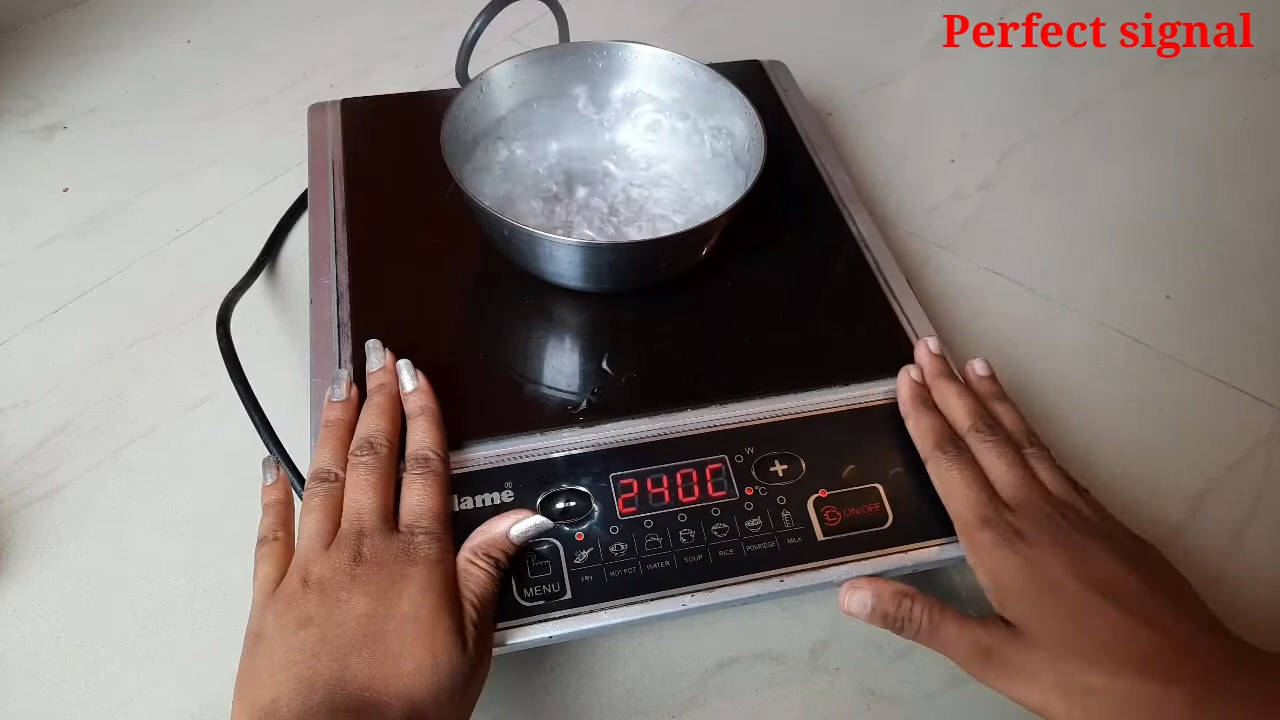 Perfect signal
lame®
240C
W
+
°C
ON/OFF
MENU
FRY
HOT POT
WATER
SOUP
RICE
PORRIDGE
MILK